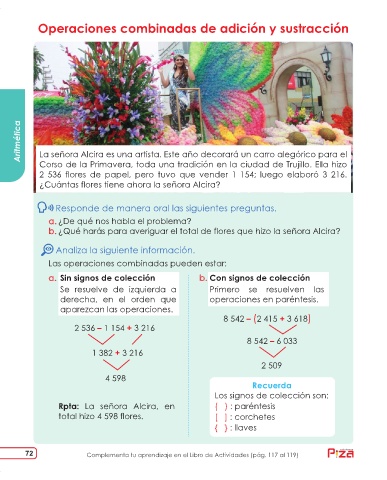 Operaciones combinadas de adición y sustracción
Aritmética
La señora Alcira es una artista. Este año decorará un carro alegórico para el
Corso de la Primavera, toda una tradición en la ciudad de Trujillo. Ella hizo
2 536 flores de papel, pero tuvo que vender 1 154; luego elaboró 3 216.
¿Cuántas flores tiene ahora la señora Alcira?
Responde de manera oral las siguientes preguntas.
a. ¿De qué nos habla el problema?
b. ¿Qué harás para averiguar el total de flores que hizo la señora Alcira?
Analiza la siguiente información.
Las operaciones combinadas pueden estar:
a. Sin signos de colección
Se resuelve de izquierda a
derecha, en el orden que
aparezcan las operaciones.
2 536 – 1 154 + 3 216
1 382 + 3 216
4 598
Rpta: La señora Alcira, en
total hizo 4 598 flores.
b. Con signos de colección
Primero se resuelven las
operaciones en paréntesis.
8 542 – (2 415 + 3 618)
8 542 – 6 033
2 509
Recuerda
Los signos de colección son:
( ) : paréntesis
[ ] : corchetes
{ } : llaves
72
Complementa tu aprendizaje en el Libro de Actividades (pág. 117 al 119)
Piza